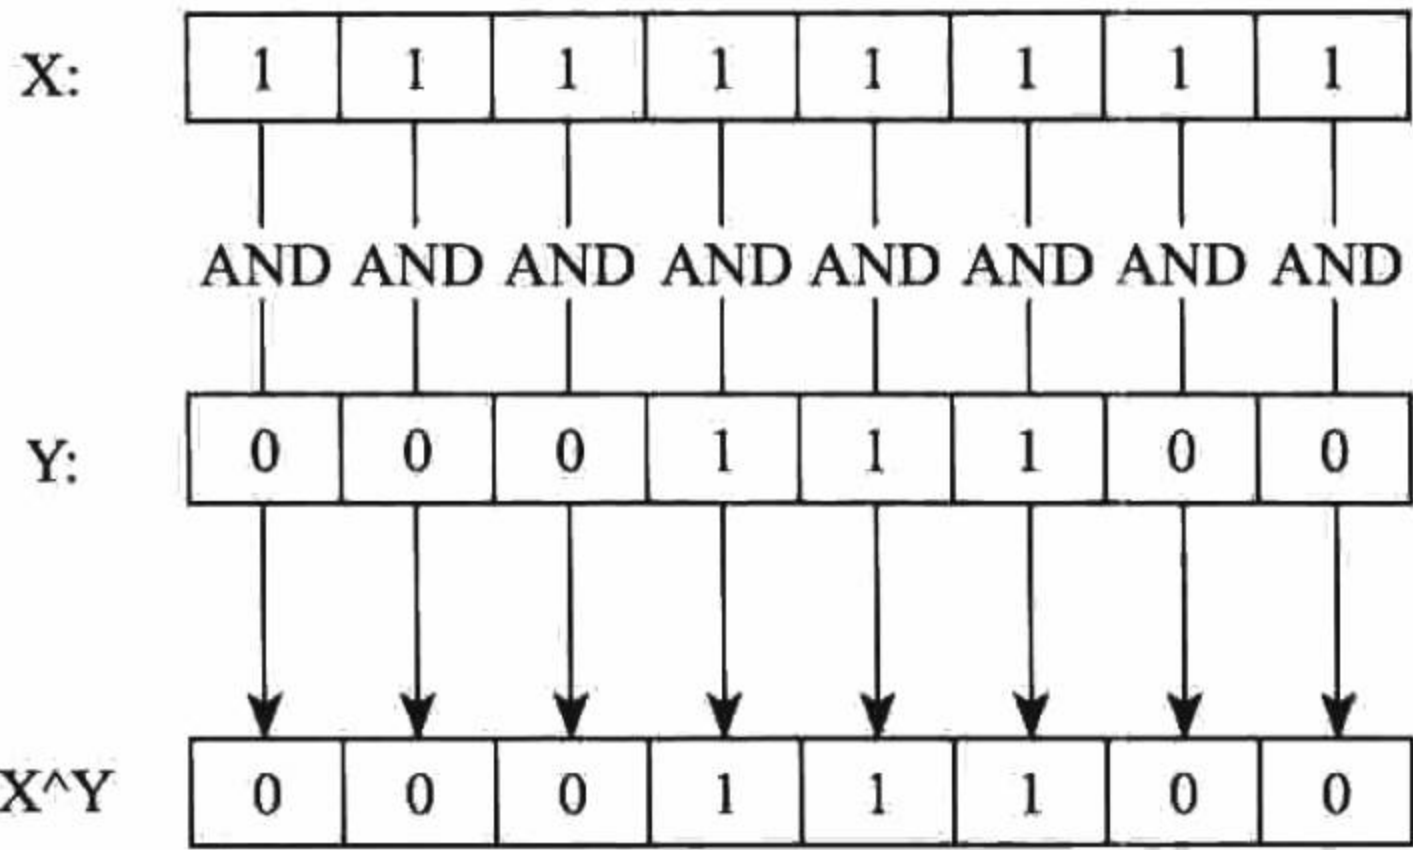 X: 1 1 1 1 1 1 1 1
AND AND AND AND AND AND AND AND
Y: 0 0 0 1 1 1 0 0
X^Y 0 0 0 1 1 1 0 0